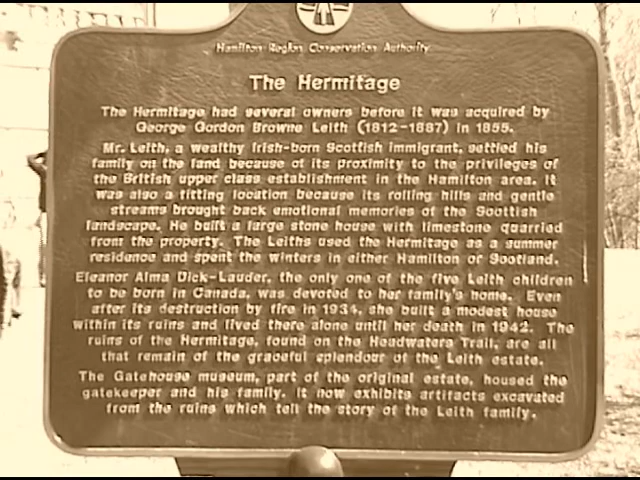 Hamilton Region Conservation Authority
The Hermitage
The Hermitage had several owners before it was acquired by
George Gordon Browne Leith (1812-1887) in 1855.
Mr. Leith, a wealthy Irish-born Scottish immigrant, settled his
family on the land because of its proximity to the privileges of
the British upper class establishment in the Hamilton area. It
was also a fitting location because its rolling hills and gentle
streams brought back emotional memories of the Scottish
landscape. He built a large stone house with limestone quarried
from the property. The Leiths used the Hermitage as a summer
residence and spent the winters in either Hamilton or Scotland.
Eleanor Alma Dick-Lauder, the only one of the five Leith children
to be born in Canada, was devoted to her family's home. Even
after its destruction by fire in 1934, she built a modest house
within its ruins and lived there alone until her death in 1942. The
ruins of the Hermitage, found on the Headwaters Trail, are all
that remain of the graceful splendour of the Leith estate.
The Gatehouse museum, part of the original estate, housed the
gatekeeper and his family. It now exhibits artifacts excavated
from the ruins which tell the story of the Leith family.